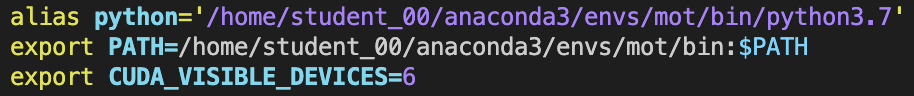 alias python='/home/student_00/anaconda3/envs/mot/bin/python3.7'
export PATH=/home/student_00/anaconda3/envs/mot/bin:$PATH
export CUDA_VISIBLE_DEVICES=6